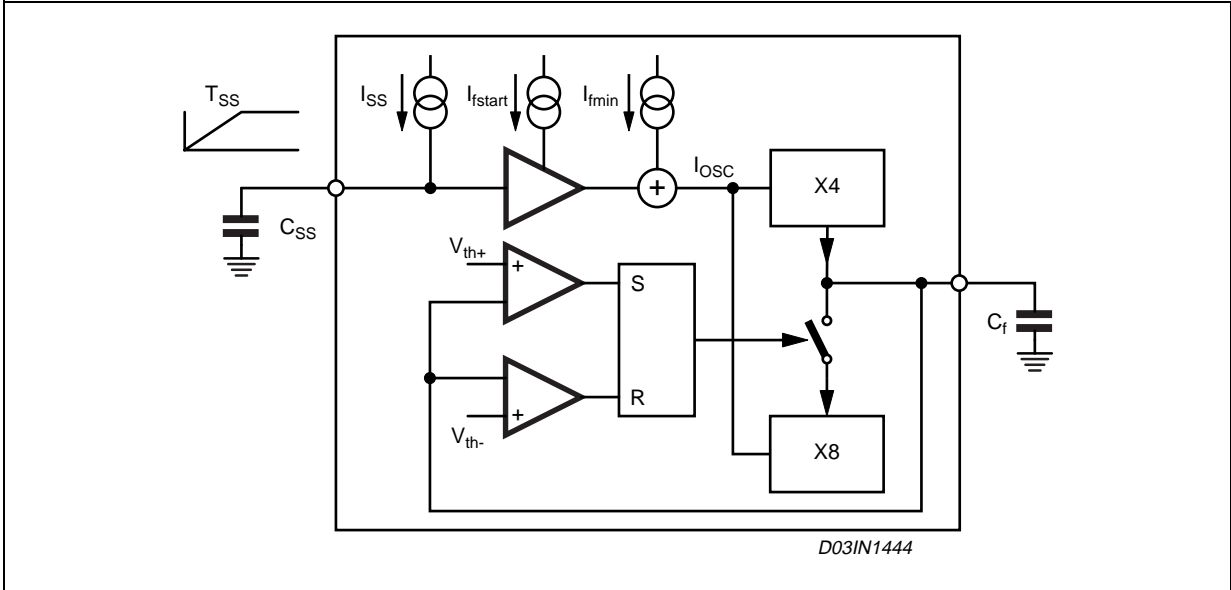 T_SS
I_SS
I_fstart
I_fmin
I_OSC
X4
+
C_SS
V_th+
+
S
C_f
R
+
V_th-
X8
D03IN1444